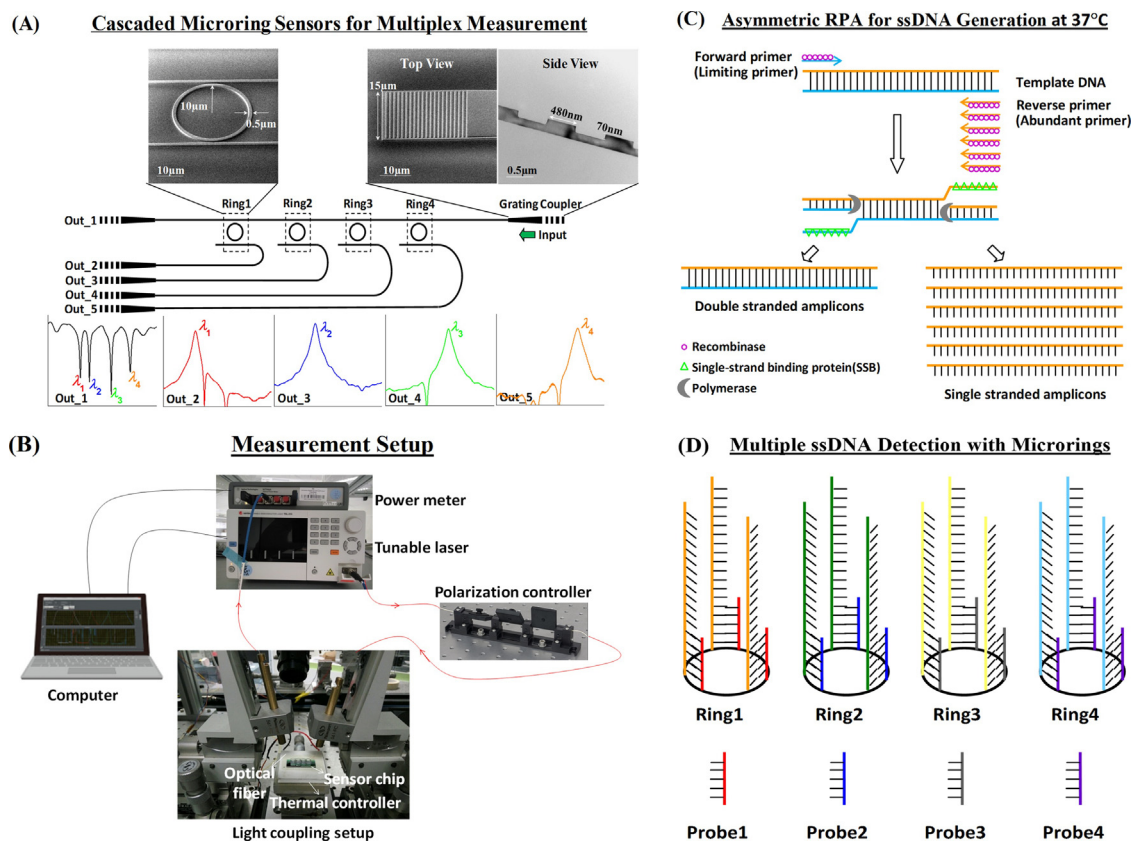 (A) Cascaded Microring Sensors for Multiplex Measurement
Top View
Side View
10μm
0.5μm
10μm
15μm
10μm
480nm
70nm
0.5μm
Ring1
Ring2
Ring3
Ring4
Grating Coupler
Out_1
Input
Out_2
Out_3
Out_4
Out_5
λ1
λ2
λ3
λ4
Out_1
λ1
Out_2
λ2
Out_3
λ3
Out_4
λ4
Out_5
(B) Measurement Setup
Power meter
Tunable laser
Polarization controller
Computer
Optical
fiber
Sensor chip
Thermal controller
Light coupling setup
(C) Asymmetric RPA for ssDNA Generation at 37°C
Forward primer
(Limiting primer)
Template DNA
Reverse primer
(Abundant primer)
Double stranded amplicons
Recombinase
Single-strand binding protein(SSB)
Polymerase
Single stranded amplicons
(D) Multiple ssDNA Detection with Microrings
Ring1
Ring2
Ring3
Ring4
Probe1
Probe2
Probe3
Probe4